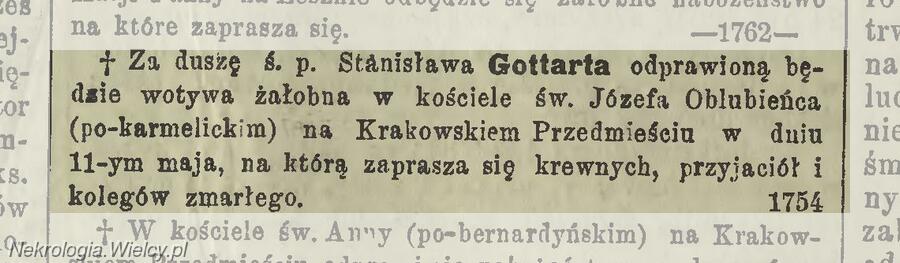 na które zaprasza się. —1762—
† Za duszę ś. p. Stanisława Gottarta odprawioną bę-
dzie wotywa żałobna w kościele św. Józefa Oblubieńca
(po-karmelickim) na Krakowskiem Przedmieściu w dniu
11-ym maja, na którą zaprasza się krewnych, przyjaciół i
kolegów zmarłego. 1754
† W kościele św. Anny (po-bernardyńskim) na Krakow-
Nekrologia.Wielcy.pl